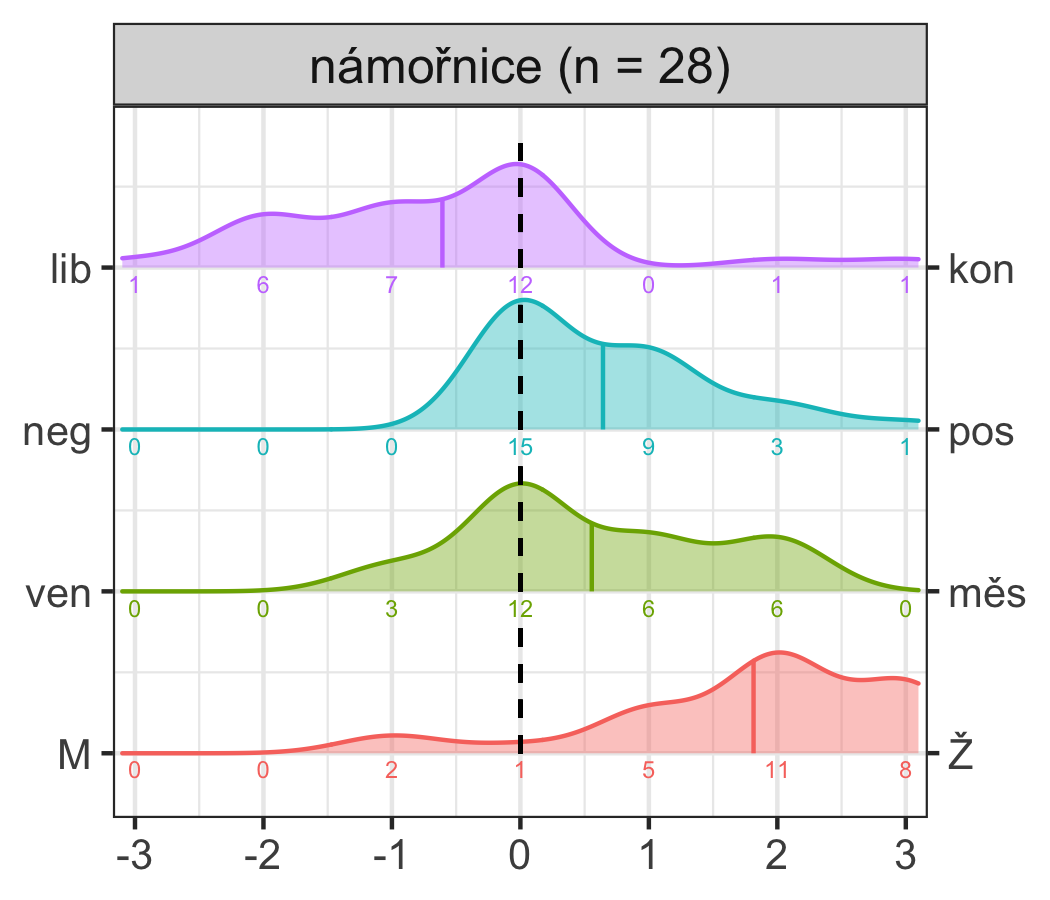 námořnice (n = 28)
lib kon
1 6 7 12 0 1 1
neg pos
0 0 0 15 9 3 1
ven měs
0 0 3 12 6 6 0
M Ž
0 0 2 1 5 11 8
-3 -2 -1 0 1 2 3